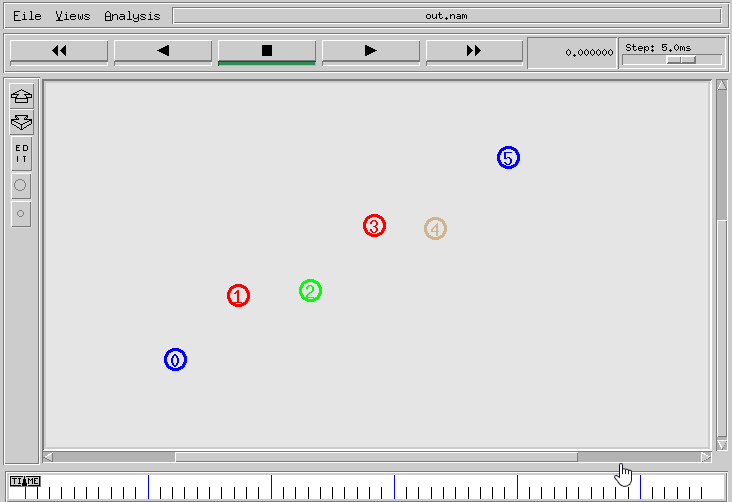 File Views Analysis out.nam
0.000000 Step: 5.0ms
ED
IT
5
3
4
1
2
0
TIME